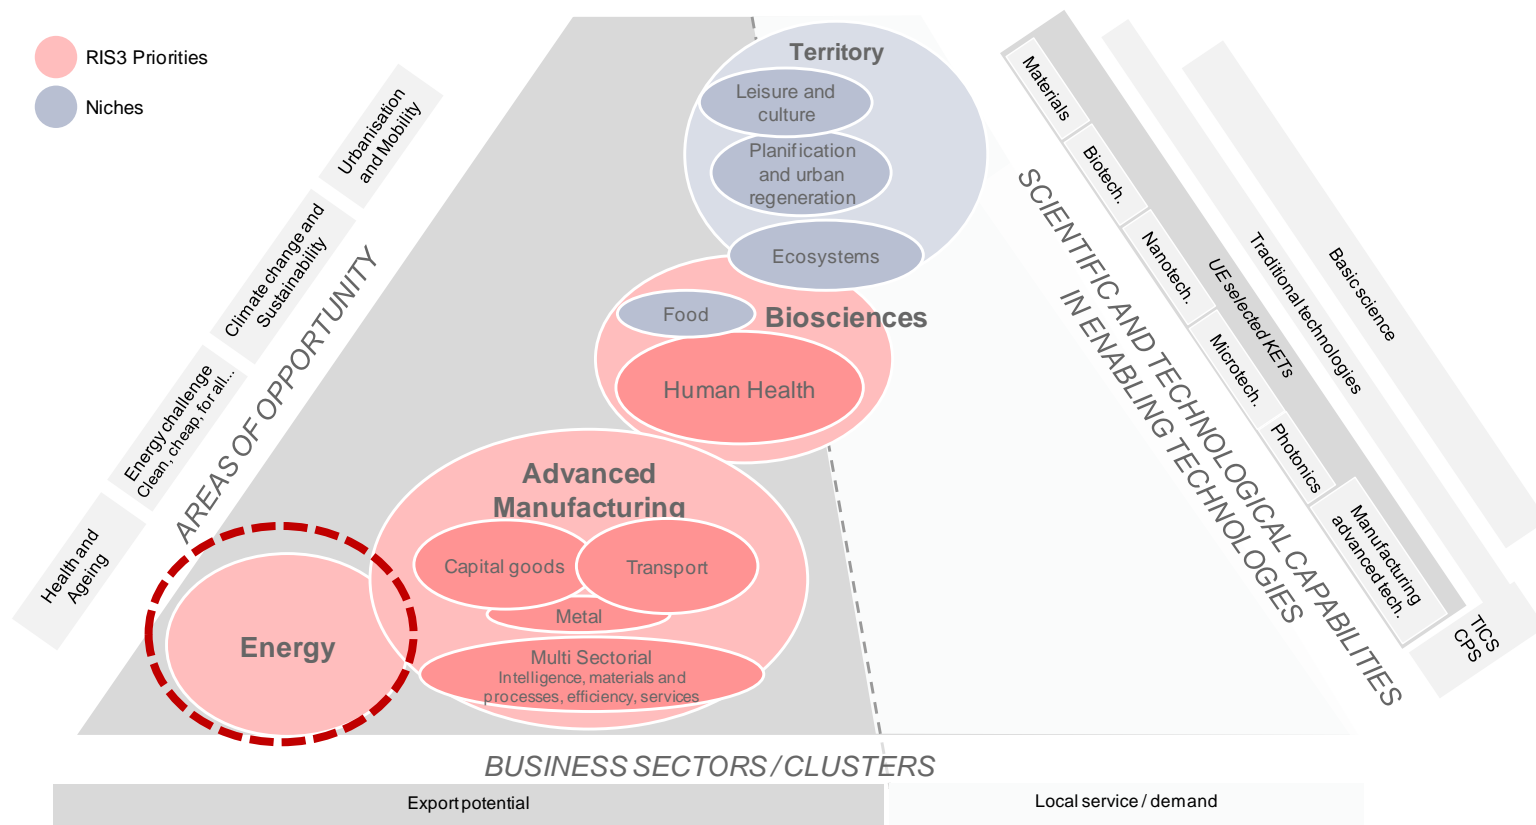 RIS3 Priorities
Niches
Urbanisation
and Mobility
Climate change and
Sustainability
Energy challenge
Clean, cheap, for all...
Health and
Ageing
AREAS OF OPPORTUNITY
Territory
Leisure and
culture
Planification
and urban
regeneration
Ecosystems
Food
Biosciences
Human Health
Advanced
Manufacturing
Capital goods
Transport
Metal
Multi Sectorial
Intelligence, materials and
processes, efficiency, services
Energy
SCIENTIFIC AND TECHNOLOGICAL CAPABILITIES
IN ENABLING TECHNOLOGIES
Materials
Biotech.
Nanotech.
Microtech.
Photonics
Manufacturing
advanced tech.
UE selected KETs
Traditional technologies
Basic science
TICS
CPS
BUSINESS SECTORS / CLUSTERS
Export potential
Local service / demand